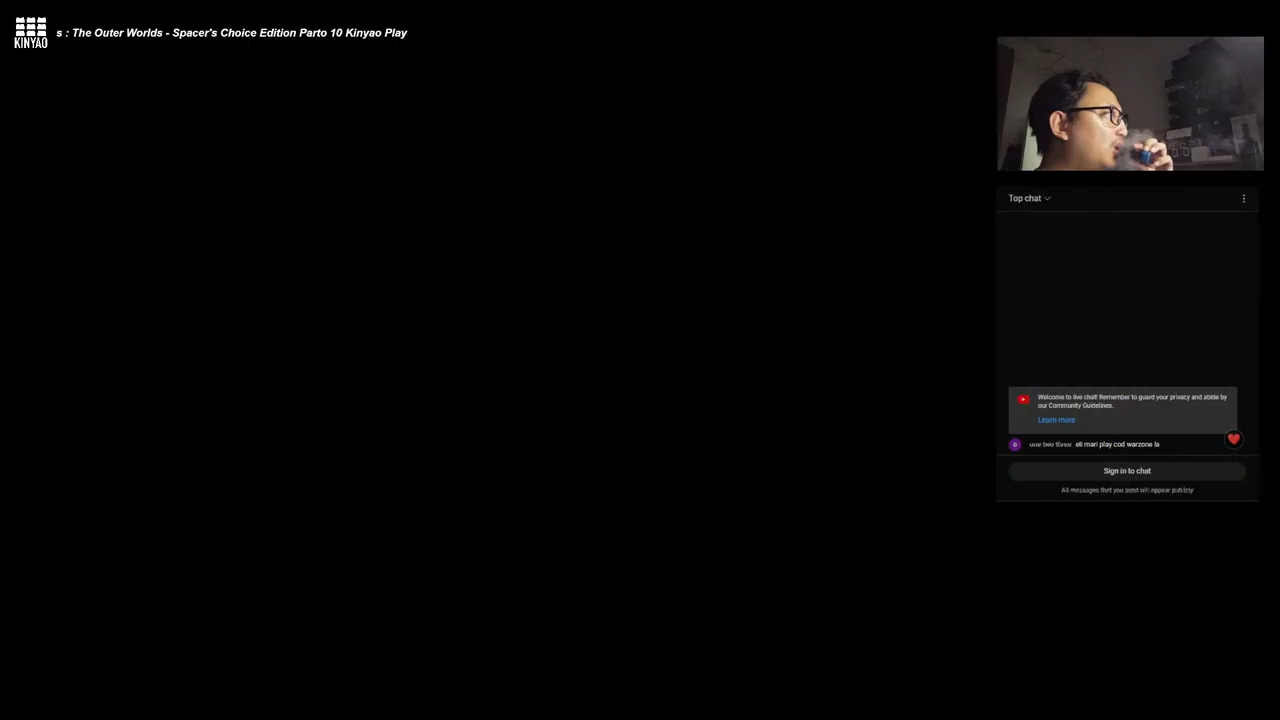 KINYAO
s : The Outer Worlds - Spacer's Choice Edition Parto 10 Kinyao Play
Top chat
Welcome to live chat! Remember to guard your privacy and abide by
our Community Guidelines.
Learn more
one two three eli mari play cod warzone la
Sign in to chat
All messages that you send will appear publicly